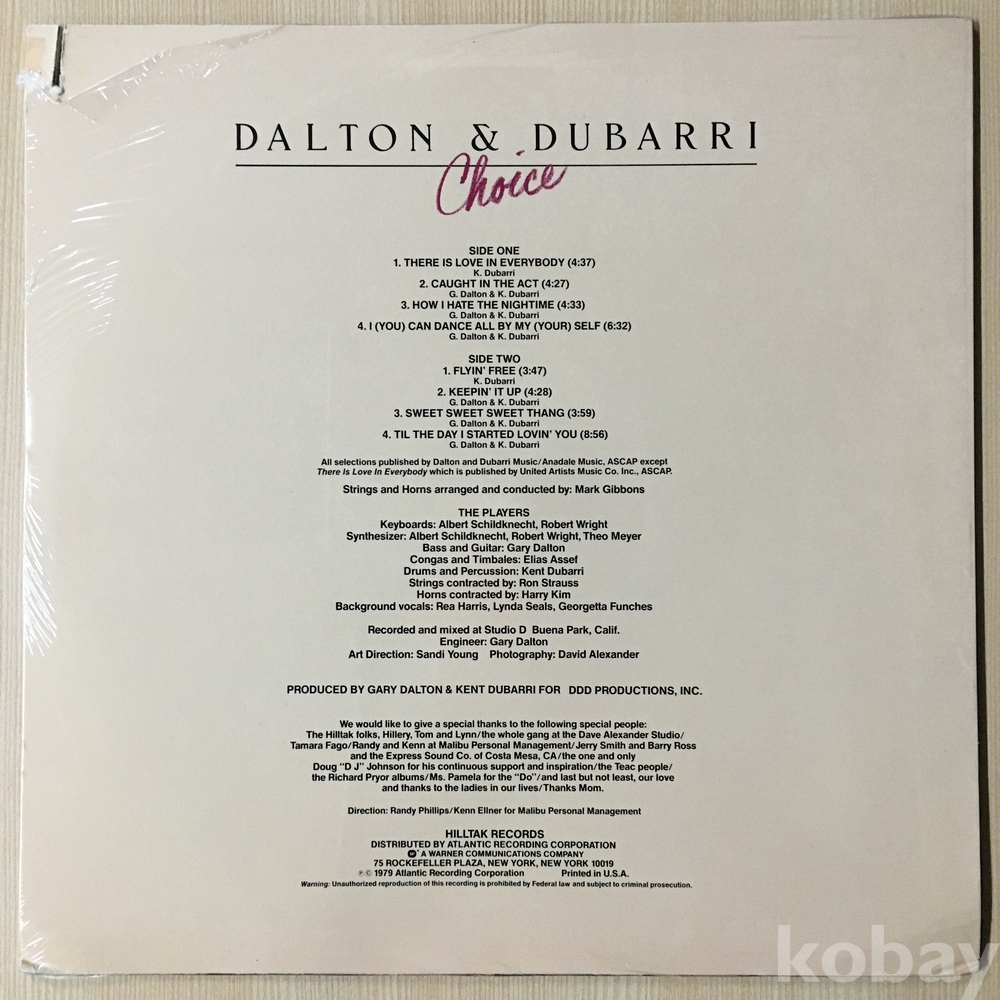 DALTON & DUBARRI
Choice
SIDE ONE
1. THERE IS LOVE IN EVERYBODY (4:37)
K. Dubarri
2. CAUGHT IN THE ACT (4:27)
G. Dalton & K. Dubarri
3. HOW I HATE THE NIGHTIME (4:33)
G. Dalton & K. Dubarri
4. I (YOU) CAN DANCE ALL BY MY (YOUR) SELF (6:32)
G. Dalton & K. Dubarri
SIDE TWO
1. FLYIN' FREE (3:47)
K. Dubarri
2. KEEPIN' IT UP (4:28)
G. Dalton & K. Dubarri
3. SWEET SWEET SWEET THANG (3:59)
G. Dalton & K. Dubarri
4. TIL THE DAY I STARTED LOVIN' YOU (8:56)
G. Dalton & K. Dubarri
All selections published by Dalton and Dubarri Music/Anadale Music, ASCAP except
There Is Love In Everybody which is published by United Artists Music Co. Inc., ASCAP.
Strings and Horns arranged and conducted by: Mark Gibbons
THE PLAYERS
Keyboards: Albert Schildknecht, Robert Wright
Synthesizer: Albert Schildknecht, Robert Wright, Theo Meyer
Bass and Guitar: Gary Dalton
Congas and Timbales: Elias Assef
Drums and Percussion: Kent Dubarri
Strings contracted by: Ron Strauss
Horns contracted by: Harry Kim
Background vocals: Rea Harris, Lynda Seals, Georgetta Funches
Recorded and mixed at Studio D Buena Park, Calif.
Engineer: Gary Dalton
Art Direction: Sandi Young Photography: David Alexander
PRODUCED BY GARY DALTON & KENT DUBARRI FOR DDD PRODUCTIONS, INC.
We would like to give a special thanks to the following special people:
The Hilltak folks, Hillery, Tom and Lynn/the whole gang at the Dave Alexander Studio/
Tamara Fago/Randy and Kenn at Malibu Personal Management/Jerry Smith and Barry Ross
and the Express Sound Co. of Costa Mesa, CA/the one and only
Doug "D J" Johnson for his continuous support and inspiration/the Teac people/
the Richard Pryor albums/Ms. Pamela for the "Do"/and last but not least, our love
and thanks to the ladies in our lives/Thanks Mom.
Direction: Randy Phillips/Kenn Ellner for Malibu Personal Management
HILLTAK RECORDS
DISTRIBUTED BY ATLANTIC RECORDING CORPORATION
A WARNER COMMUNICATIONS COMPANY
75 ROCKEFELLER PLAZA, NEW YORK, NEW YORK 10019
℗ © 1979 Atlantic Recording Corporation Printed in U.S.A.
Warning: Unauthorized reproduction of this recording is prohibited by Federal law and subject to criminal prosecution.
kobay